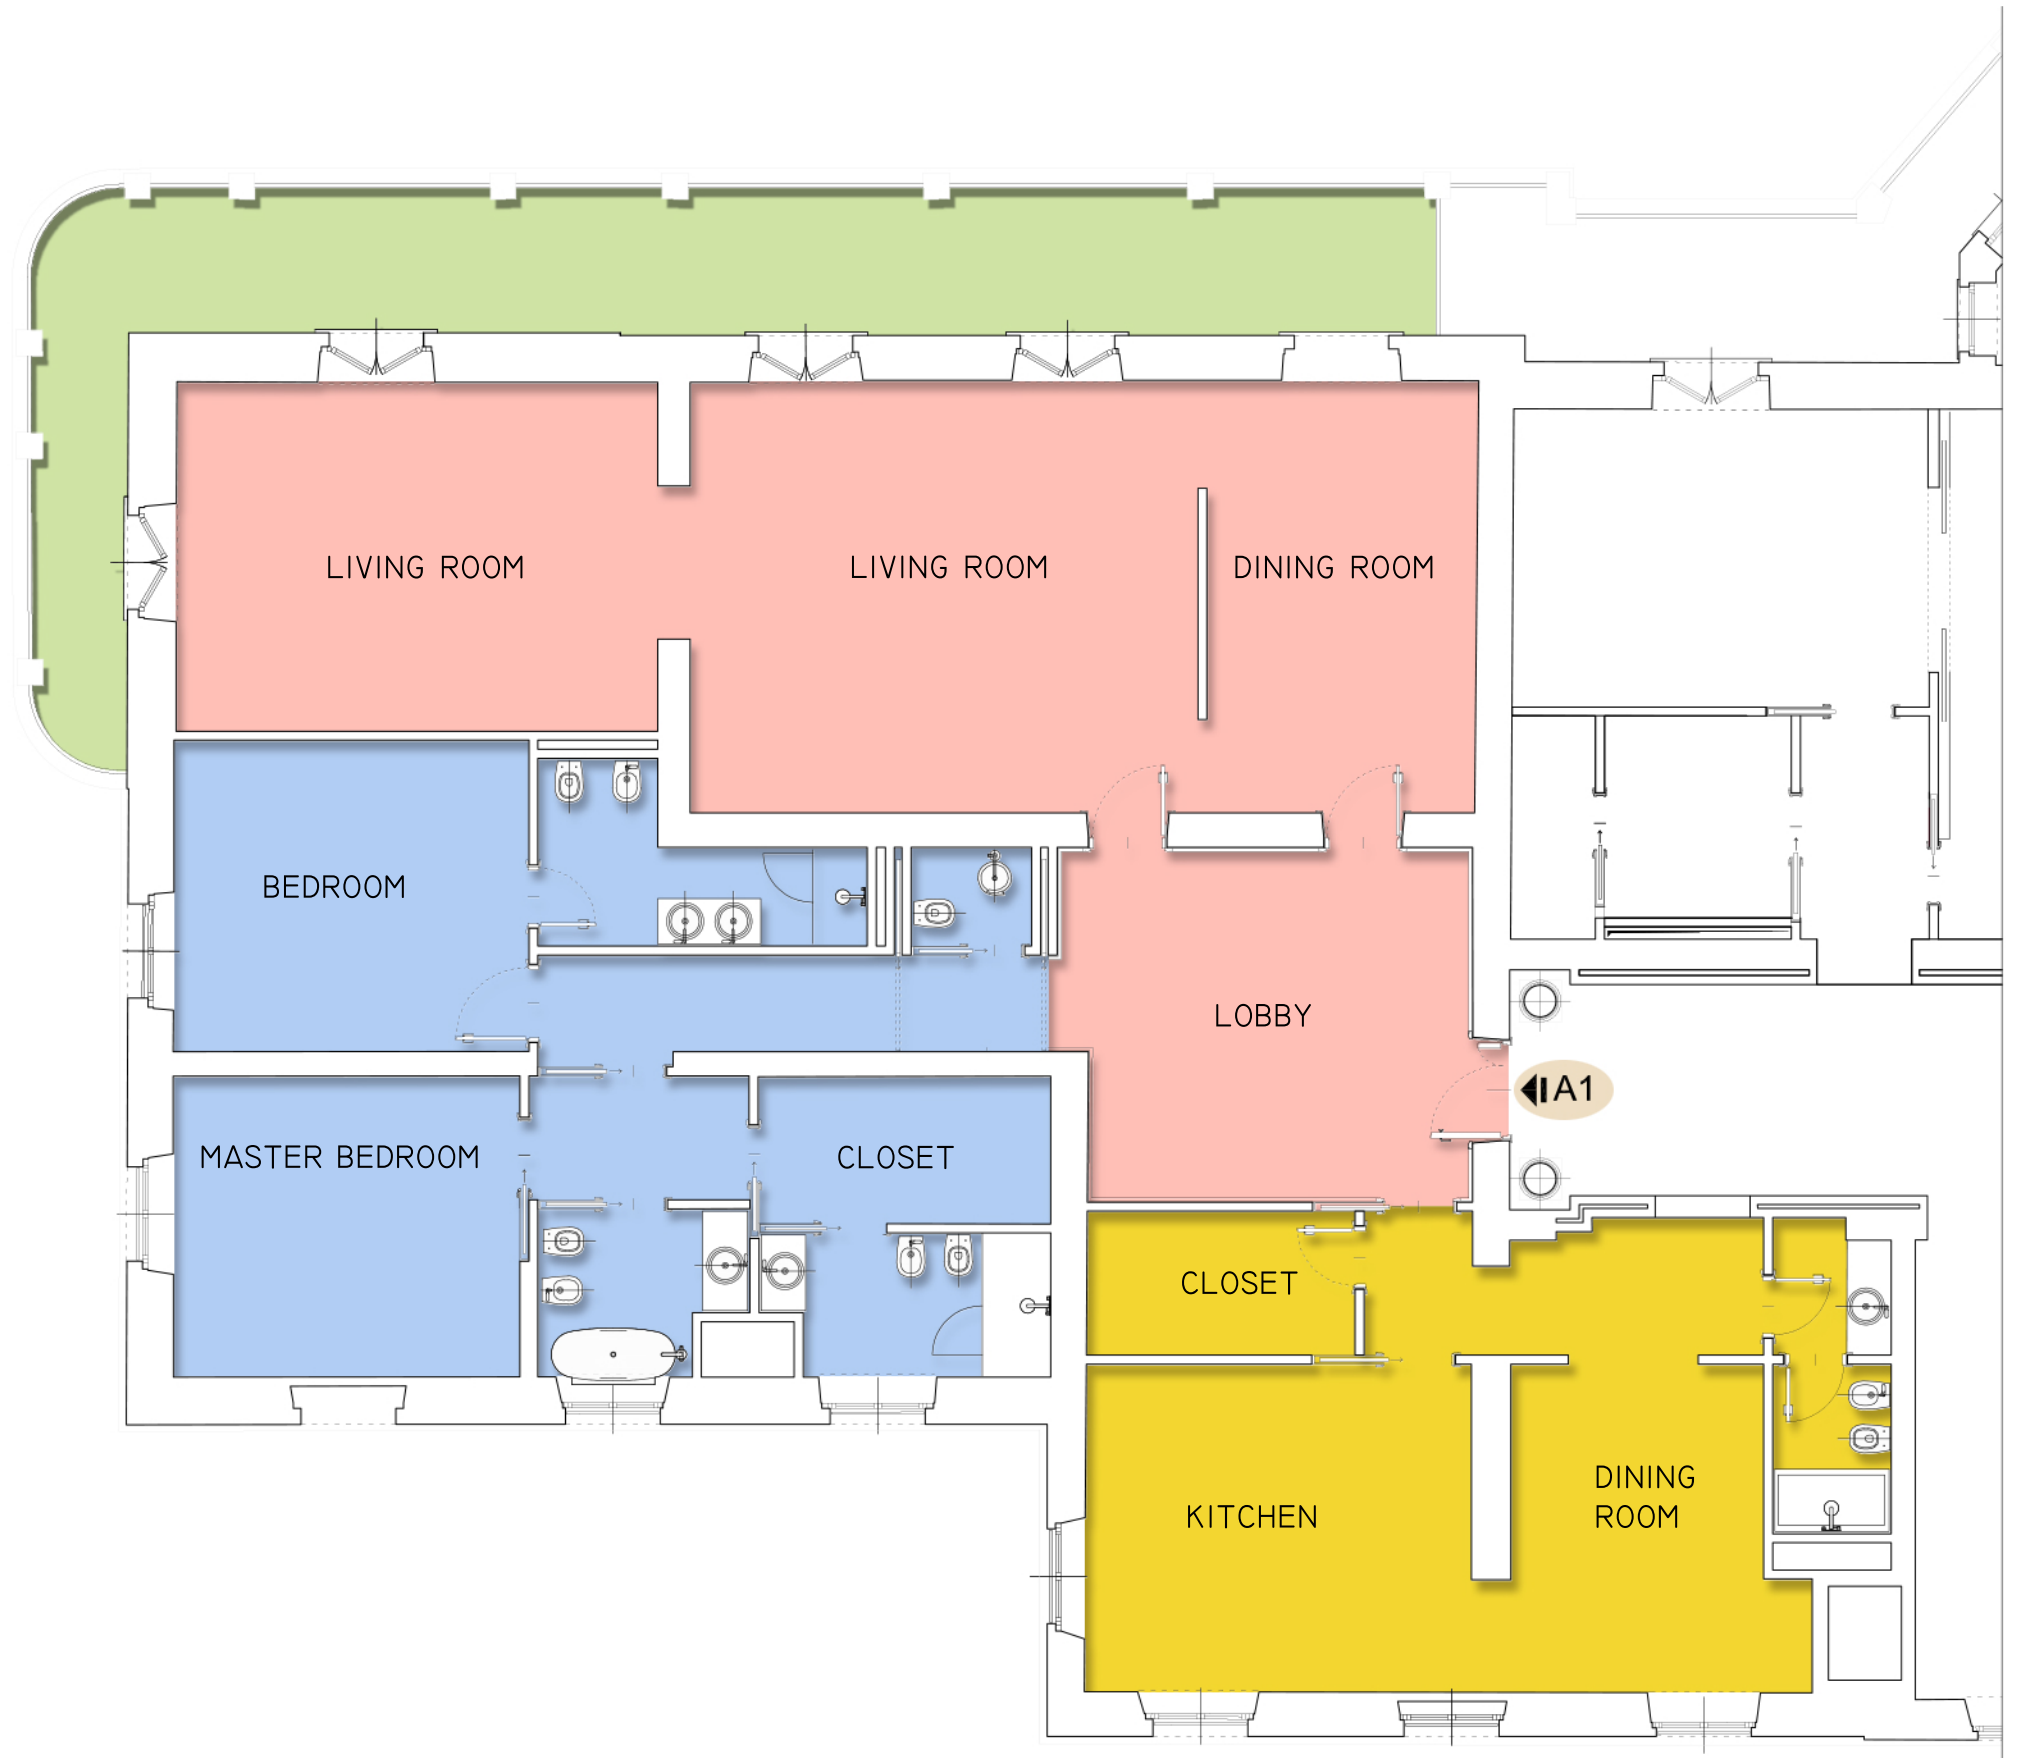 LIVING ROOM
LIVING ROOM
DINING ROOM
BEDROOM
LOBBY
A1
MASTER BEDROOM
CLOSET
CLOSET
KITCHEN
DINING
ROOM